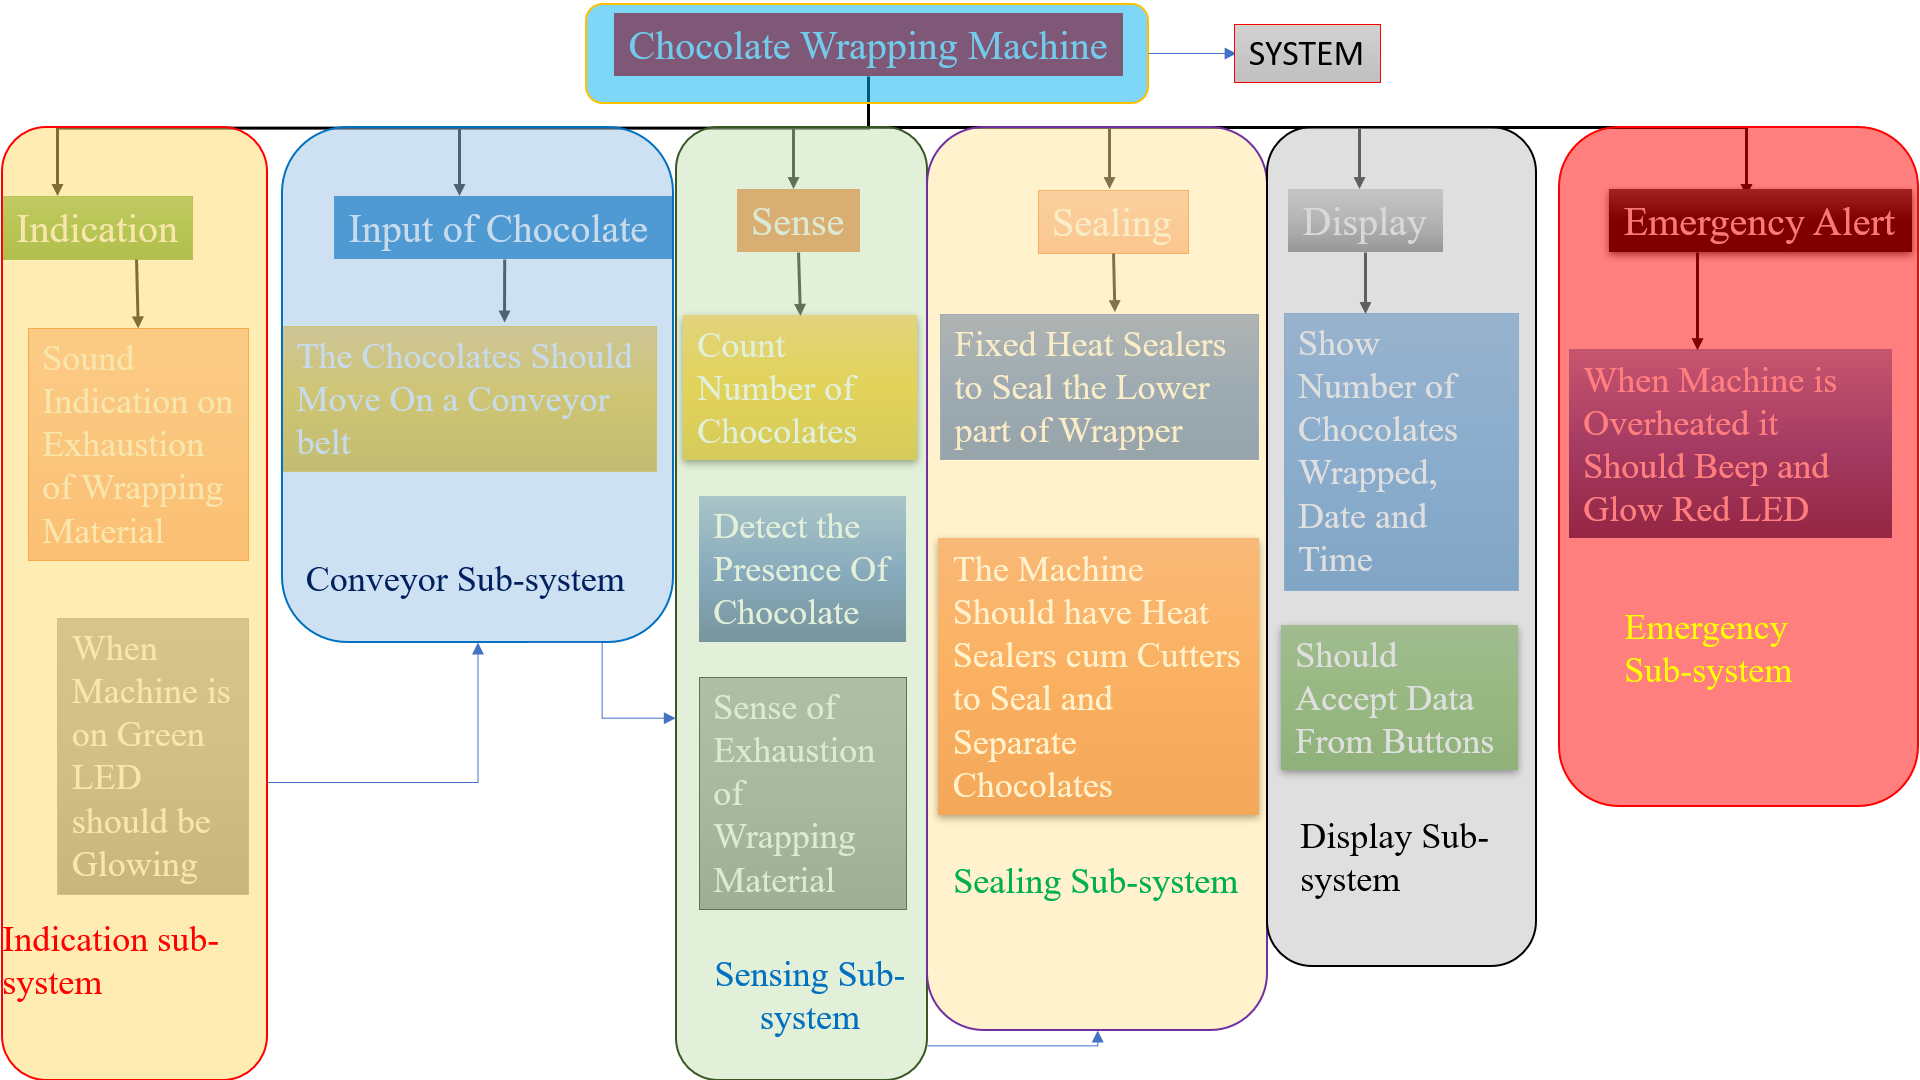 Chocolate Wrapping Machine
SYSTEM
Indication
Sound
Indication on
Exhaustion
of Wrapping
Material
When
Machine is
on Green
LED
should be
Glowing
Indication sub-
system
Input of Chocolate
The Chocolates Should
Move On a Conveyor
belt
Conveyor Sub-system
Sense
Count
Number of
Chocolates
Detect the
Presence Of
Chocolate
Sense of
Exhaustion
of
Wrapping
Material
Sensing Sub-
system
Sealing
Fixed Heat Sealers
to Seal the Lower
part of Wrapper
The Machine
Should have Heat
Sealers cum Cutters
to Seal and
Separate
Chocolates
Sealing Sub-system
Display
Show
Number of
Chocolates
Wrapped,
Date and
Time
Should
Accept Data
From Buttons
Display Sub-
system
Emergency Alert
When Machine is
Overheated it
Should Beep and
Glow Red LED
Emergency
Sub-system